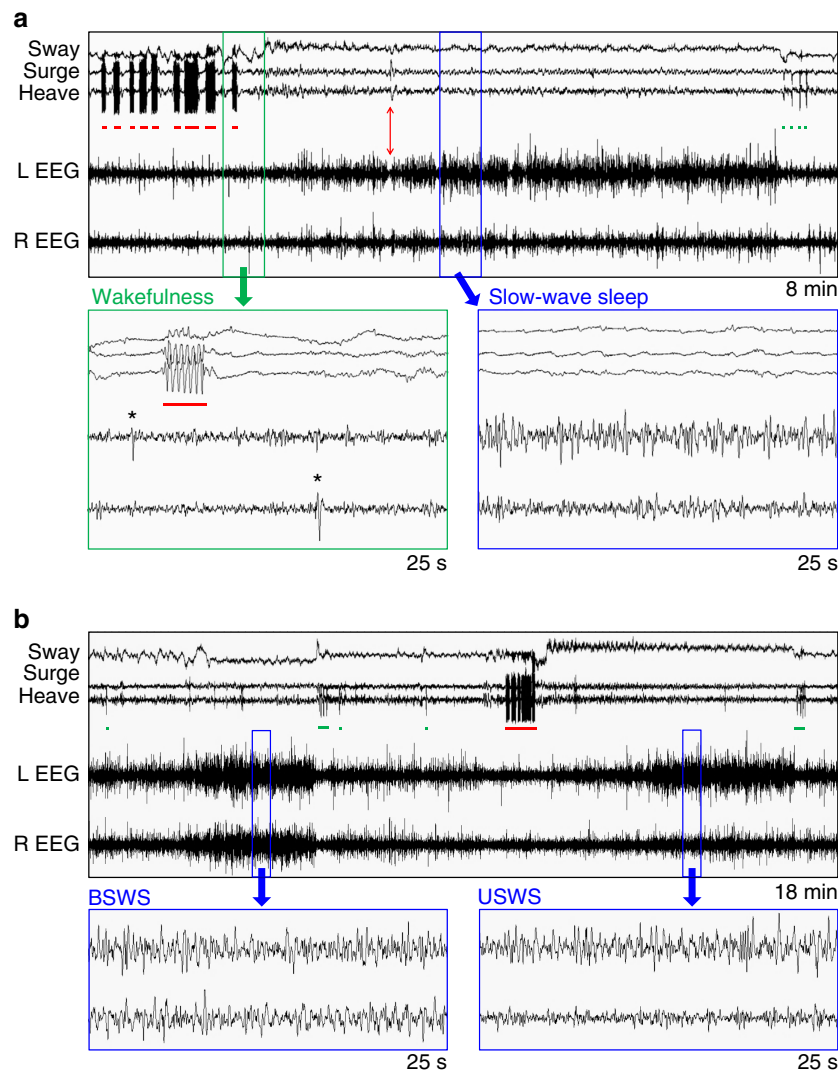 a
Sway
Surge
Heave
L EEG
R EEG
8 min
Wakefulness
Slow-wave sleep
*
*
25 s
25 s
b
Sway
Surge
Heave
L EEG
R EEG
18 min
BSWS
USWS
25 s
25 s